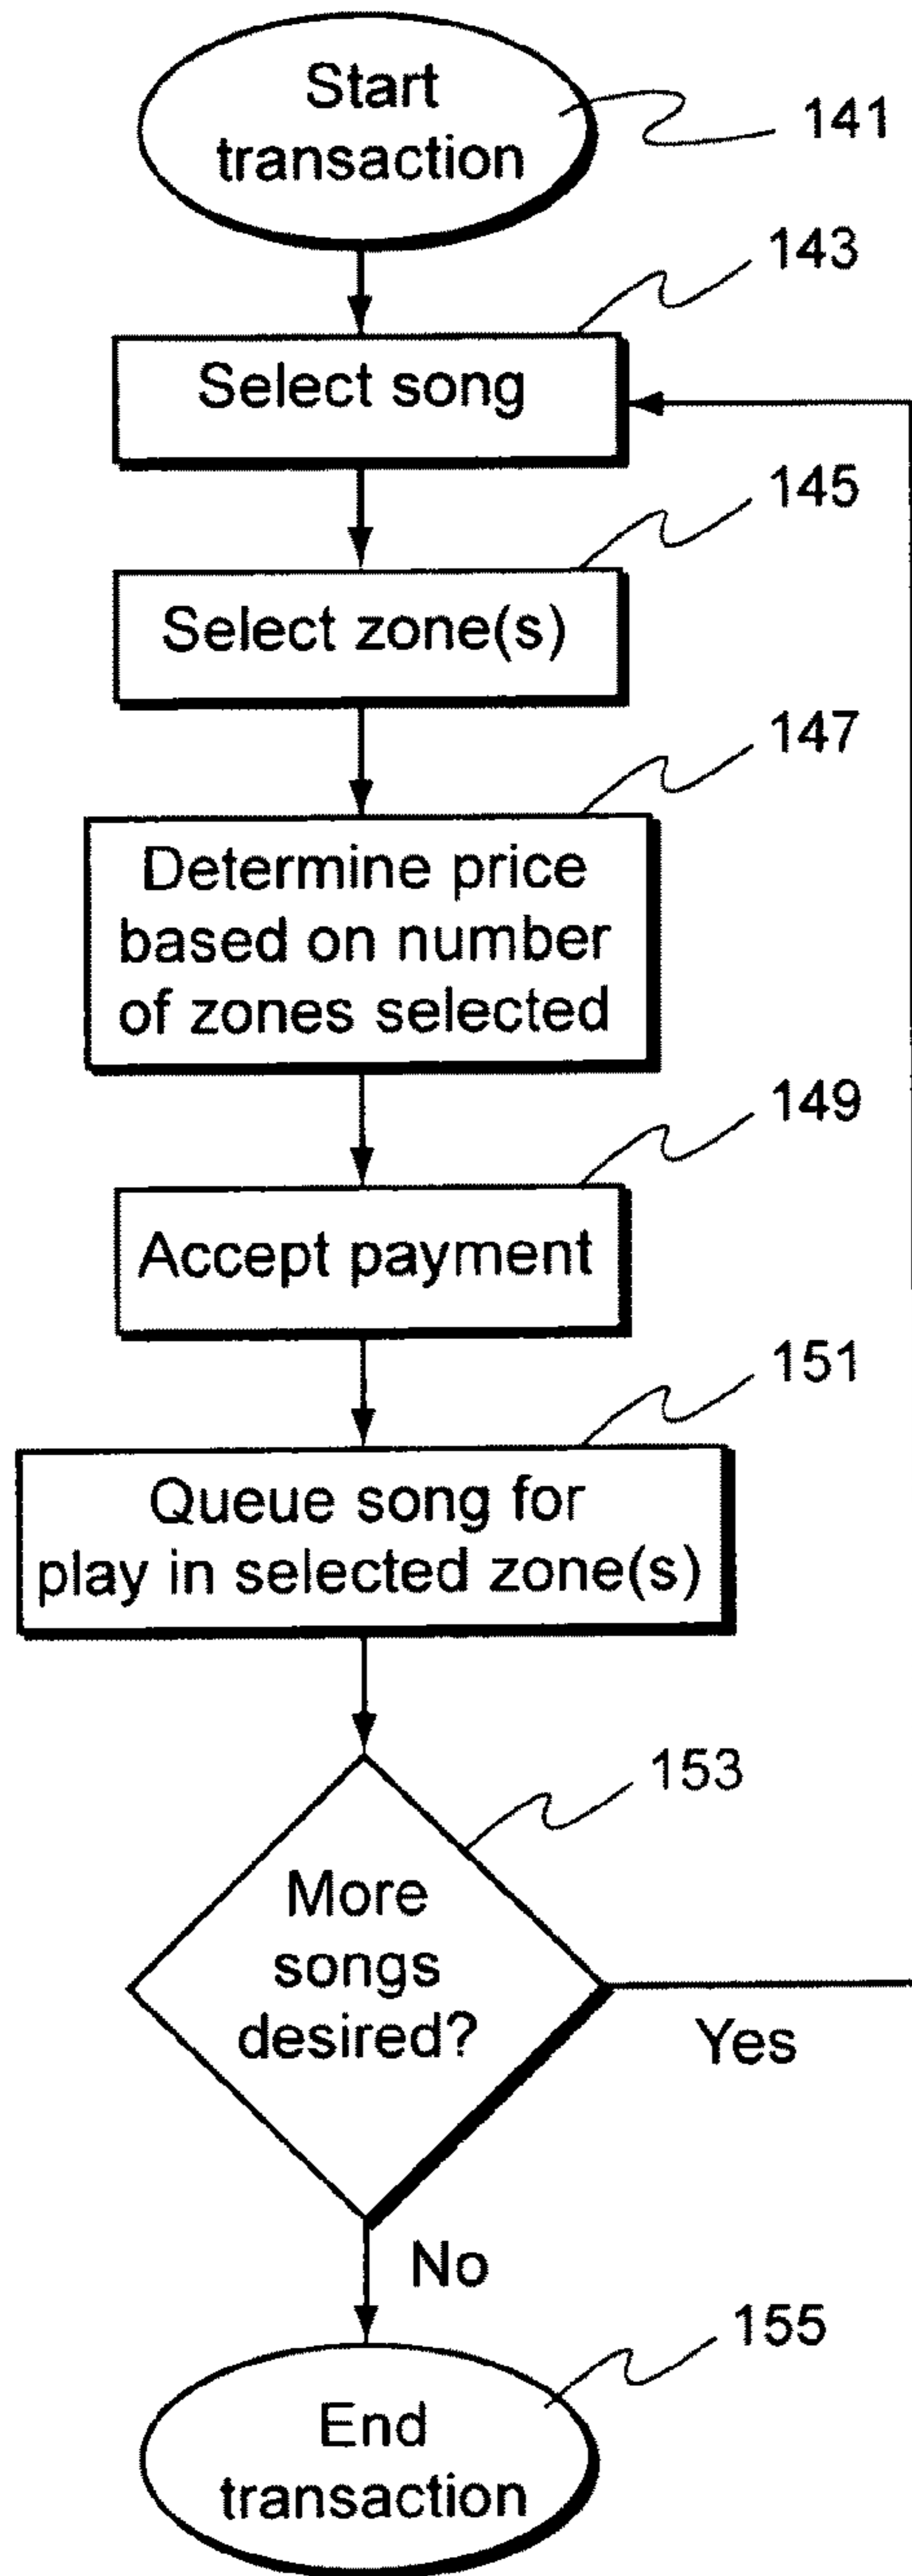 Start
transaction
141
143
Select song
145
Select zone(s)
147
Determine price
based on number
of zones selected
149
Accept payment
151
Queue song for
play in selected zone(s)
153
More
songs
desired?
Yes
No
155
End
transaction